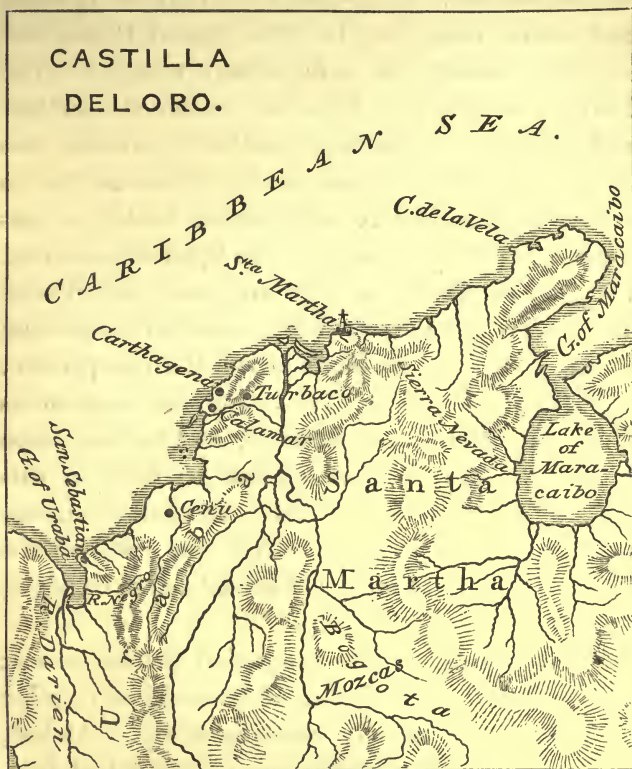 CASTILLA
DEL ORO.
CARIBBEAN SEA.
C. de la Vela
G. of Maracaibo
Sta Martha
Carthagena
Turbaco
Calamar
Sierra Nevada
Lake
of
Mara-
caibo
San Sebastian
G. of Uraba
Cenu
Santa
Martha
R. Negro
R. Darien
Uraba
Bogota
Mozcas